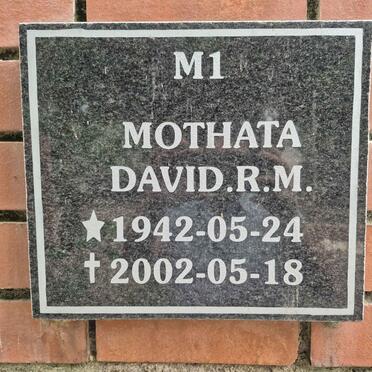 M1
MOTHATA
DAVID.R.M.
★1942-05-24
✝2002-05-18